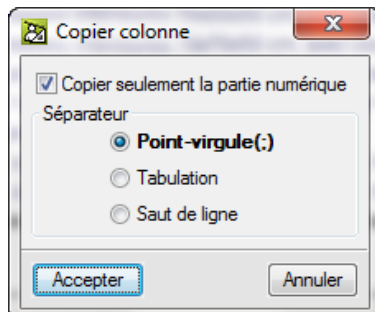 Copier colonne
Copier seulement la partie numérique
Séparateur
Point-virgule(;)
Tabulation
Saut de ligne
Accepter
Annuler